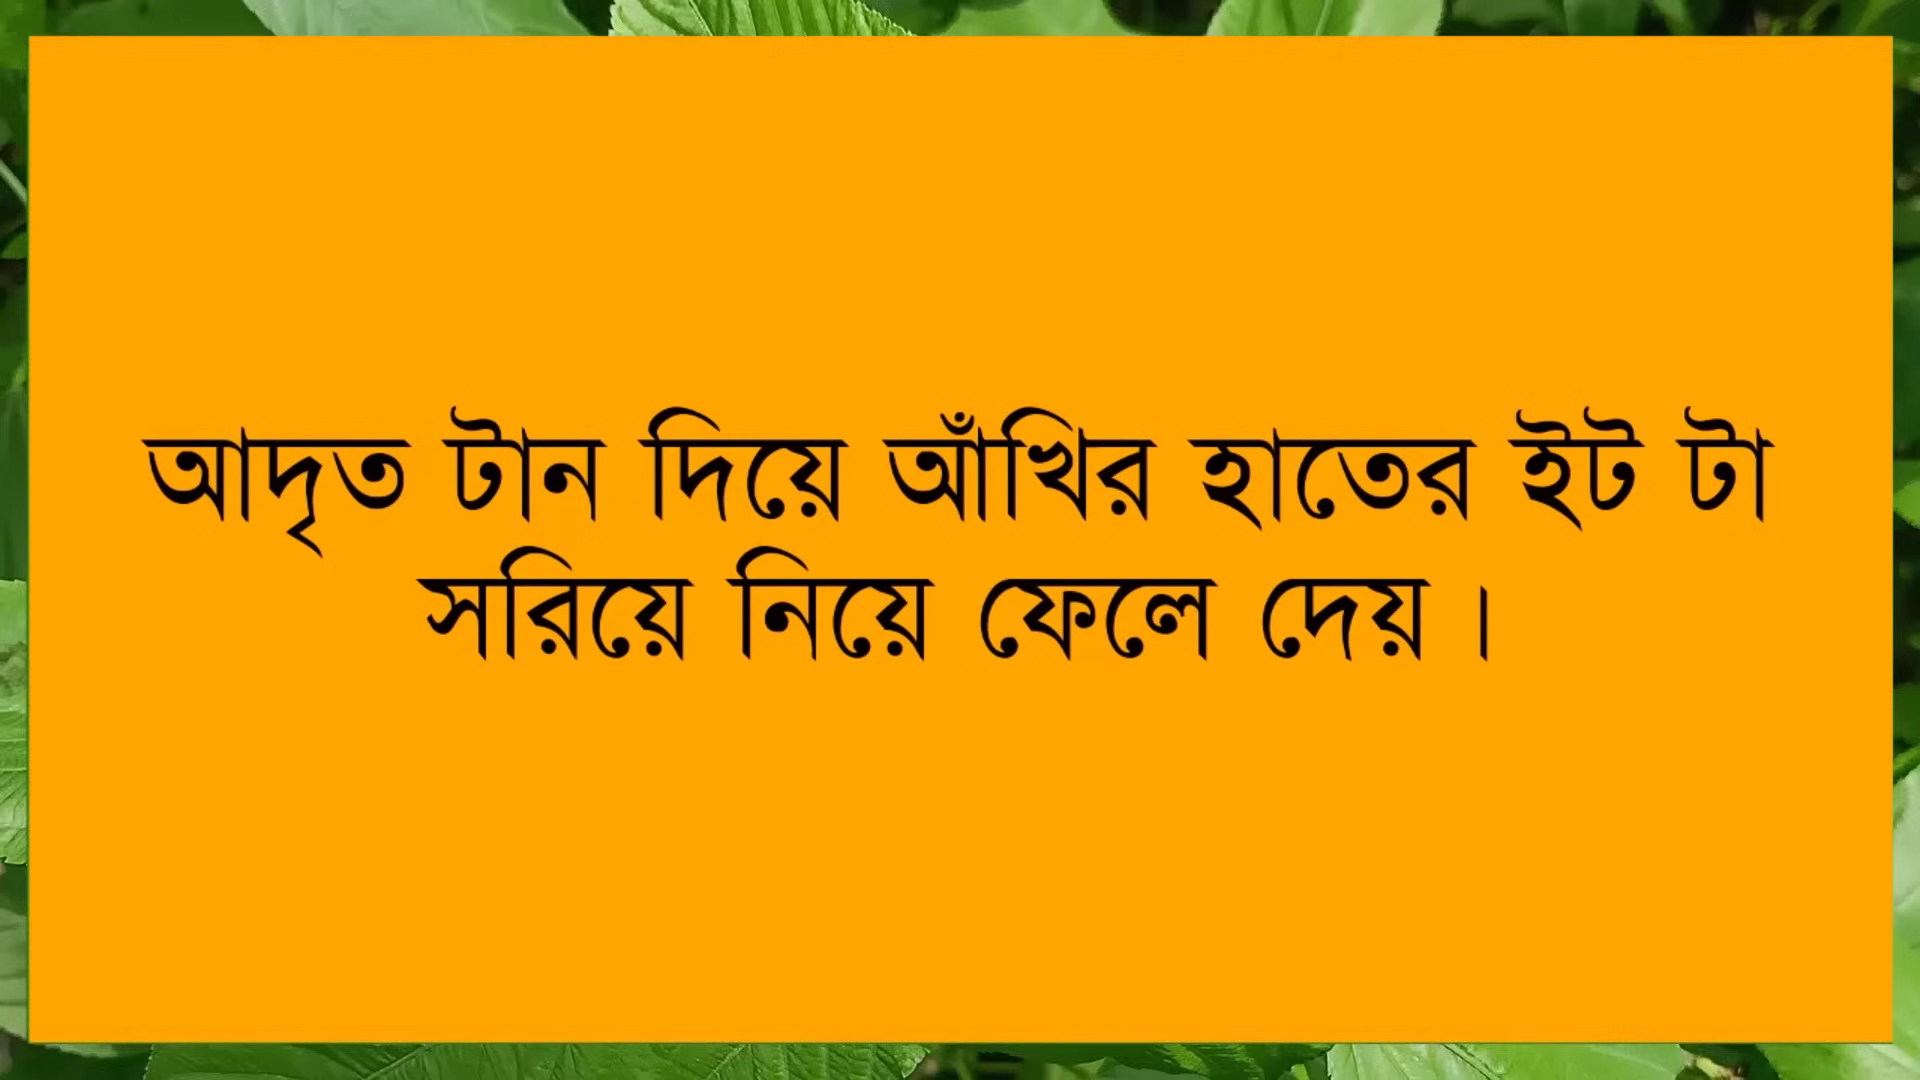 আদৃত টান দিয়ে আঁখির হাতের ইট টা
সরিয়ে নিয়ে ফেলে দেয়।